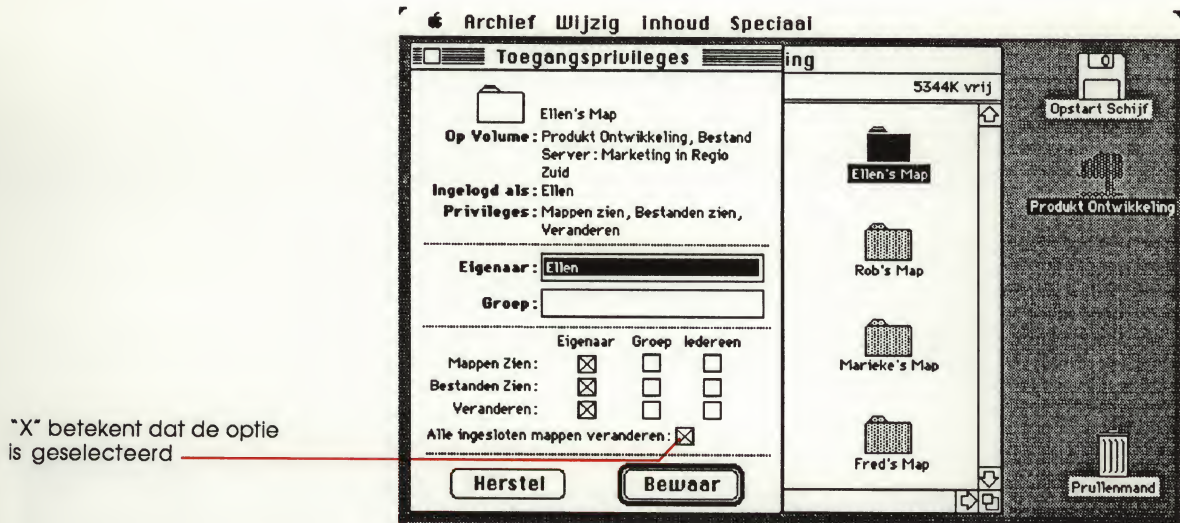 Archief Wijzig Inhoud Speciaal
Toegangsprivileges
Ellen's Map
Op Volume: Produkt Ontwikkeling, Bestand
Server: Marketing in Regio
Zuid
Ingelogd als: Ellen
Privileges: Mappen zien, Bestanden zien,
Veranderen
Eigenaar: Ellen
Groep:
Eigenaar Groep Iedereen
Mappen Zien:
Bestanden Zien:
Veranderen:
Alle ingesloten mappen veranderen:
Herstel Bewaar
ing
5344K vrij
Ellen's Map
Rob's Map
Marieke's Map
Fred's Map
Opstart Schijf
Produkt Ontwikkeling
Prullenmand
"X" betekent dat de optie
is geselecteerd